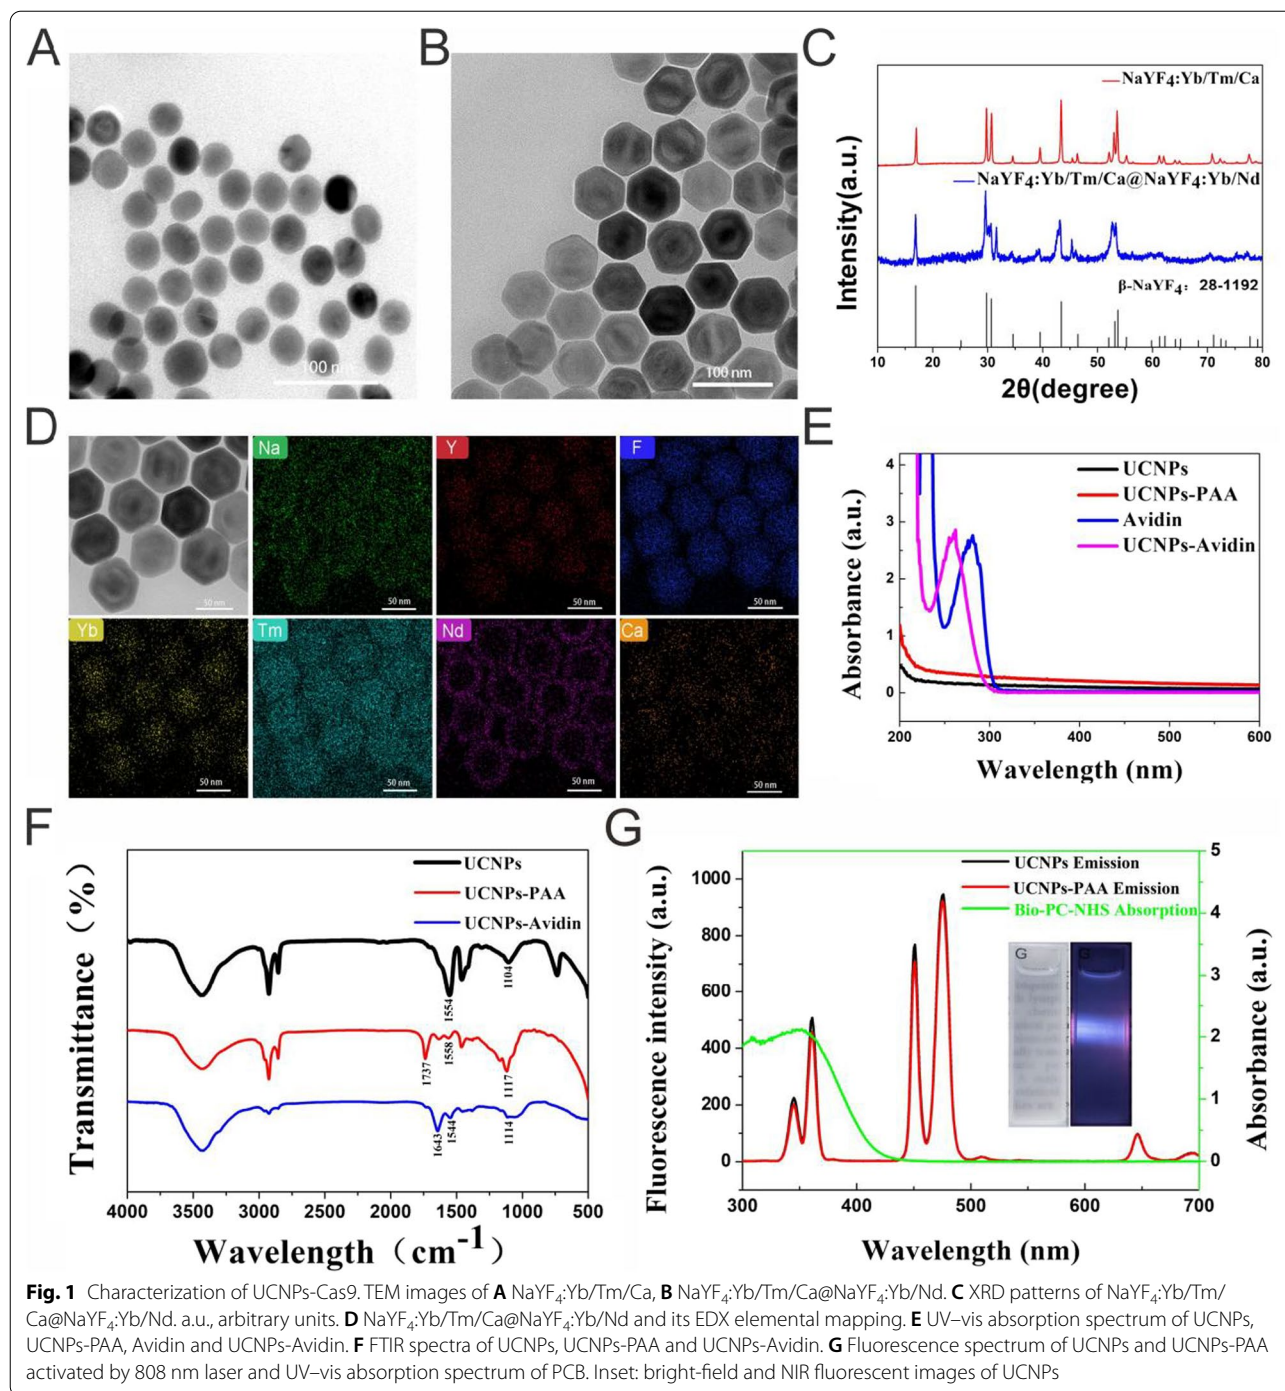 A
B
C
100 nm
100 nm
NaYF4:Yb/Tm/Ca
NaYF4:Yb/Tm/Ca@NaYF4:Yb/Nd
β-NaYF4: 28-1192
Intensity(a.u.)
10 20 30 40 50 60 70 80
2θ(degree)
D
Na
Y
F
50 nm
50 nm
50 nm
50 nm
Yb
Tm
Nd
Ca
50 nm
50 nm
50 nm
50 nm
E
UCNPs
UCNPs-PAA
Avidin
UCNPs-Avidin
4
3
2
1
0
Absorbance (a.u.)
200 300 400 500 600
Wavelength (nm)
F
UCNPs
UCNPs-PAA
UCNPs-Avidin
Transmittance (%)
1554
1104
1737
1558
1117
1643
1544
1114
4000 3500 3000 2500 2000 1500 1000 500
Wavelength (cm-1)
G
UCNPs Emission
UCNPs-PAA Emission
Bio-PC-NHS Absorption
Fluorescence intensity (a.u.)
1000
800
600
400
200
0
5
4
3
2
1
0
Absorbance (a.u.)
G
G
300 400 500 600 700
Wavelength (nm)
Fig. 1 Characterization of UCNPs-Cas9. TEM images of A NaYF4:Yb/Tm/Ca, B NaYF4:Yb/Tm/Ca@NaYF4:Yb/Nd. C XRD patterns of NaYF4:Yb/Tm/
Ca@NaYF4:Yb/Nd. a.u., arbitrary units. D NaYF4:Yb/Tm/Ca@NaYF4:Yb/Nd and its EDX elemental mapping. E UV–vis absorption spectrum of UCNPs,
UCNPs-PAA, Avidin and UCNPs-Avidin. F FTIR spectra of UCNPs, UCNPs-PAA and UCNPs-Avidin. G Fluorescence spectrum of UCNPs and UCNPs-PAA
activated by 808 nm laser and UV–vis absorption spectrum of PCB. Inset: bright-field and NIR fluorescent images of UCNPs